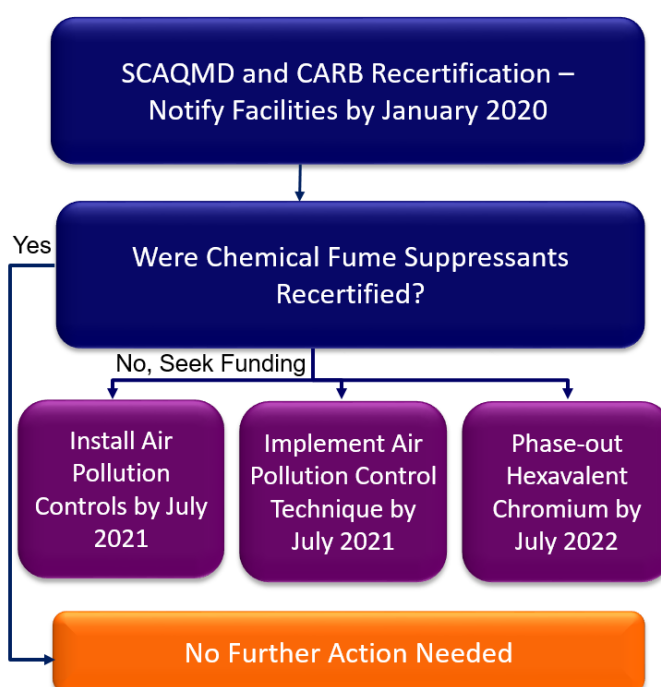 SCAQMD and CARB Recertification –
Notify Facilities by January 2020
Yes
Were Chemical Fume Suppressants
Recertified?
No, Seek Funding
Install Air
Pollution
Controls by July
2021
Implement Air
Pollution Control
Technique by
July 2021
Phase-out
Hexavalent
Chromium by
July 2022
No Further Action Needed